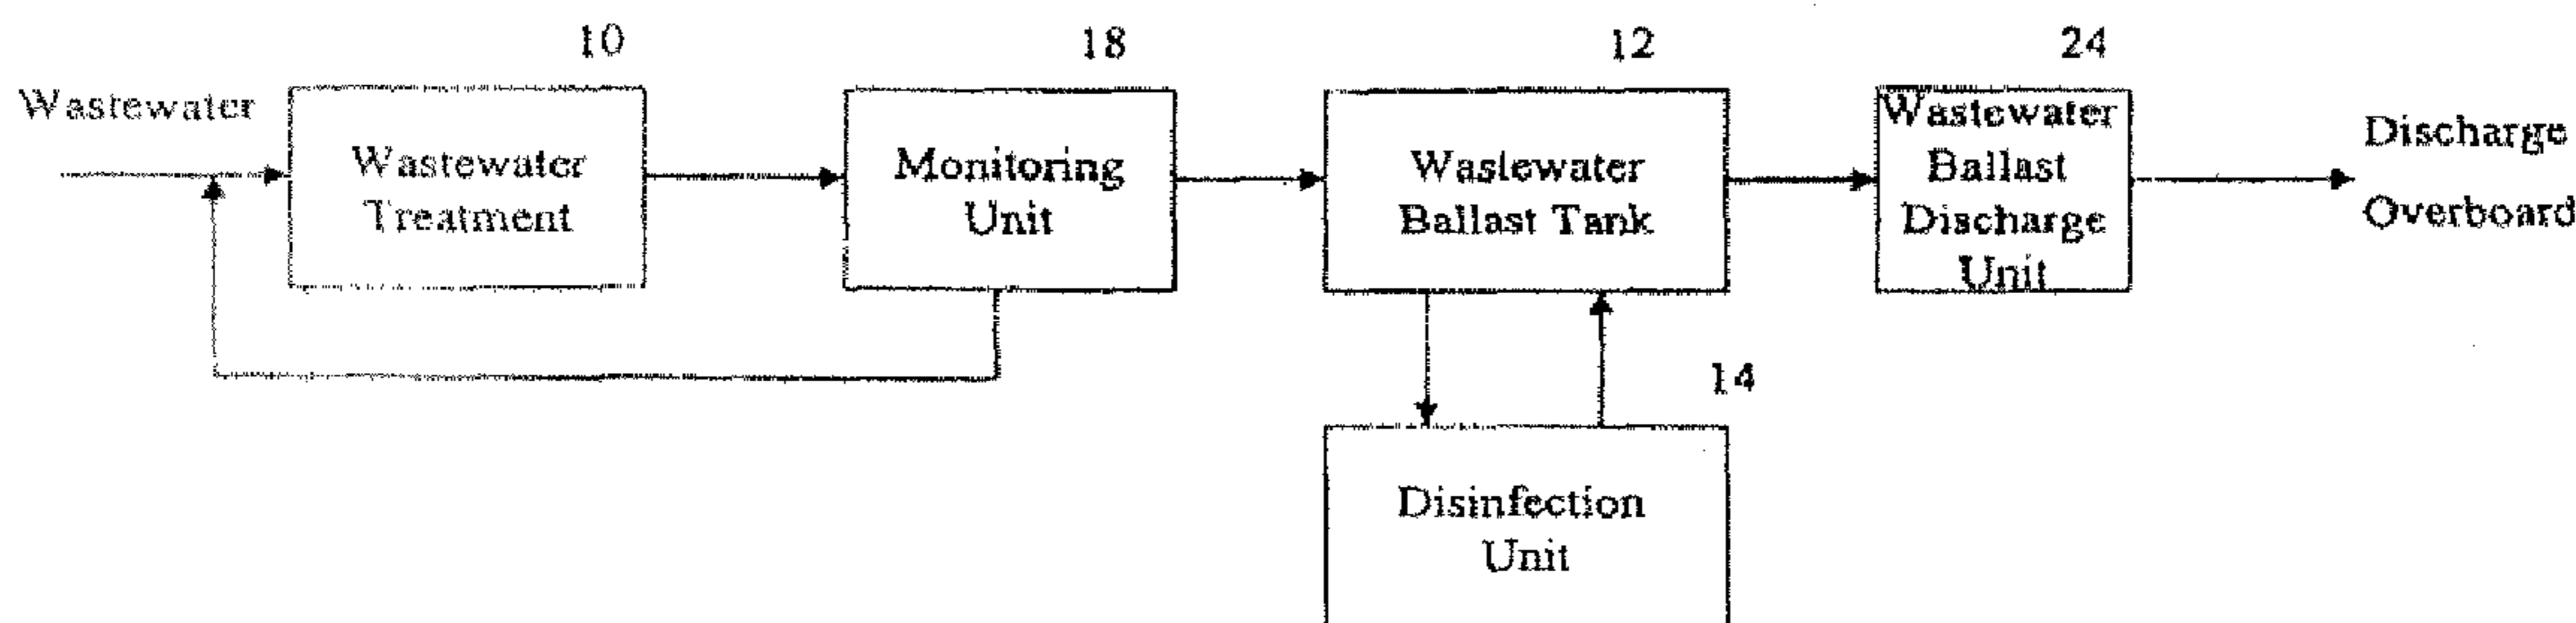 10
18
12
24
Wastewater
Wastewater
Treatment
Monitoring
Unit
Wastewater
Ballast Tank
Wastewater
Ballast
Discharge
Unit
Discharge
Overboard
14
Disinfection
Unit